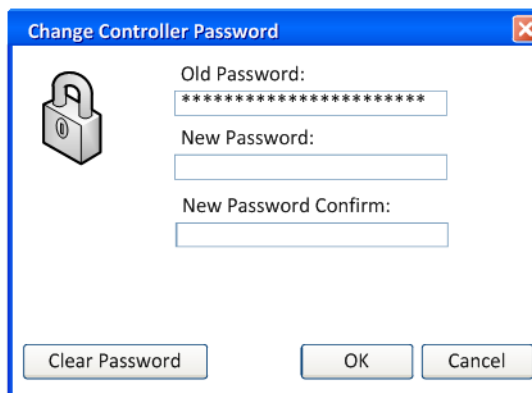 Change Controller Password
Old Password:
***********************
New Password:
New Password Confirm:
Clear Password
OK
Cancel